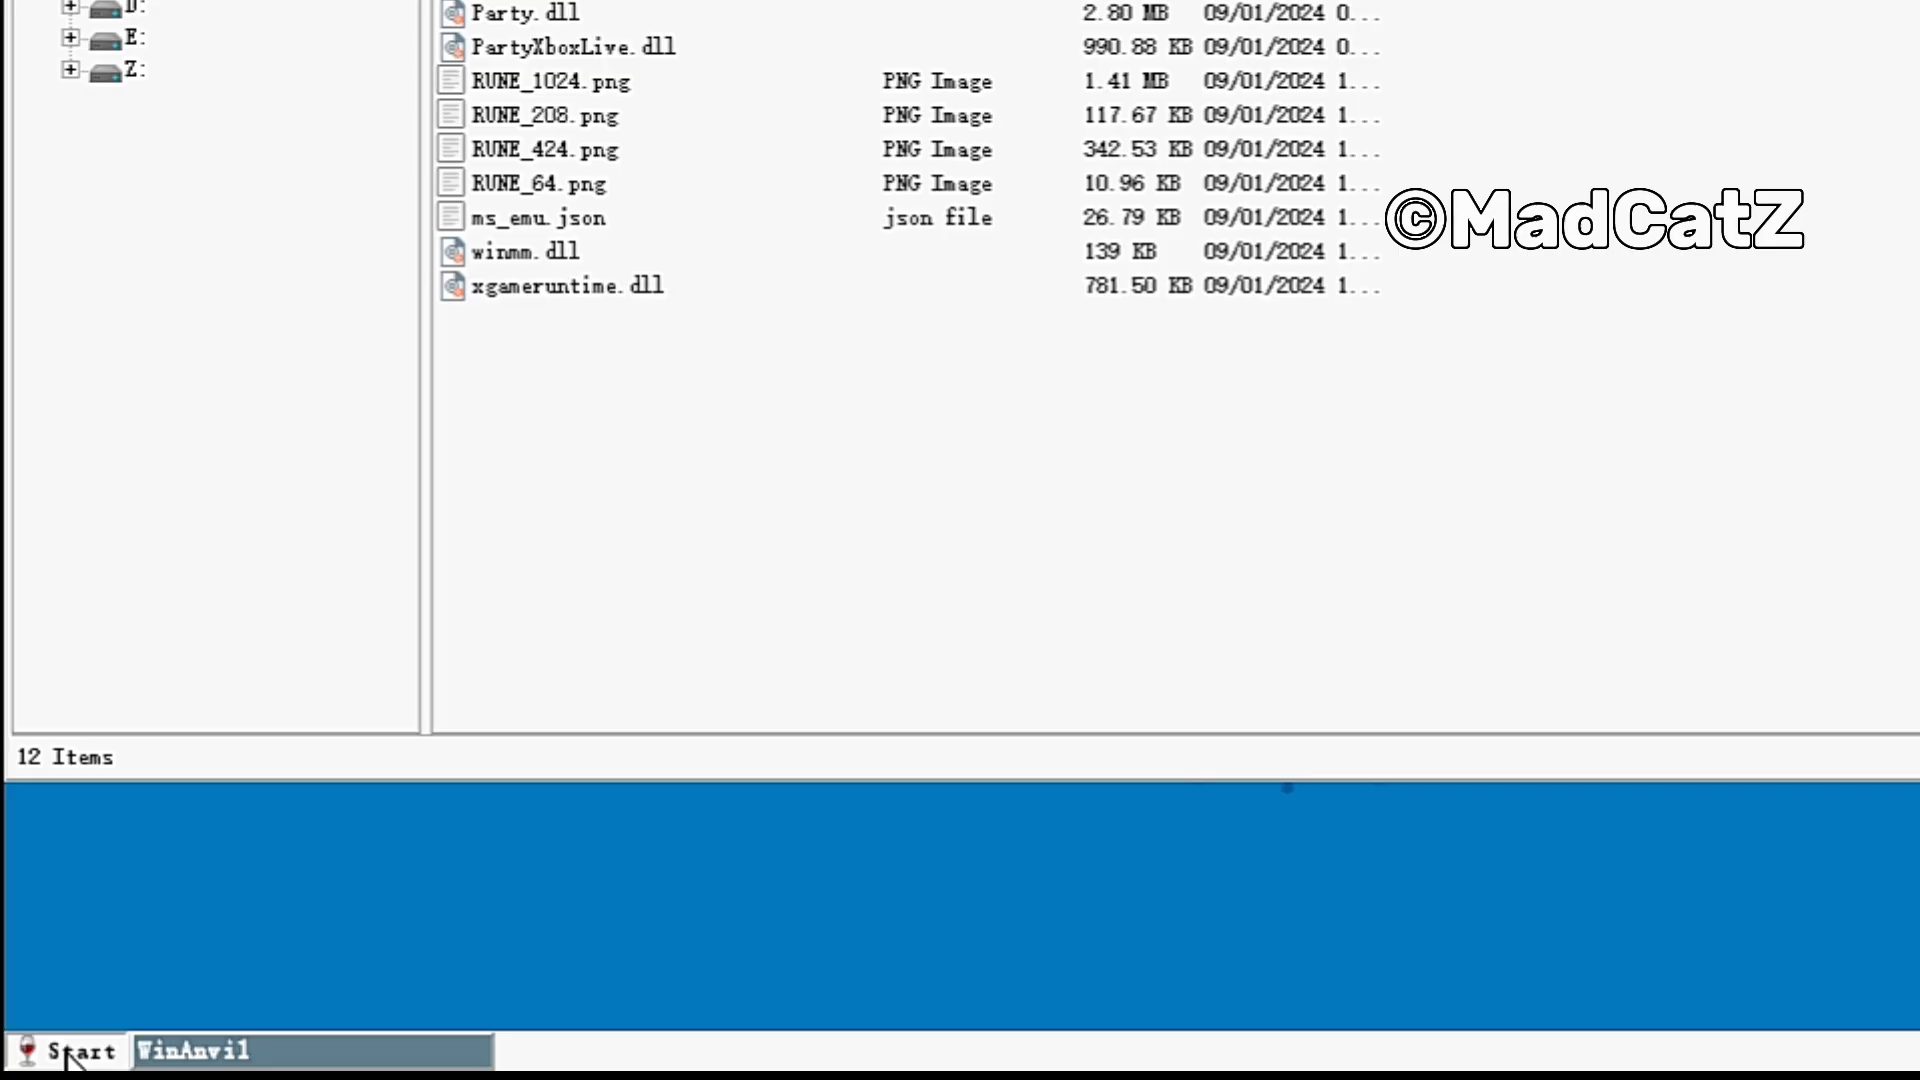 D:
E:
Z:
Party.dll 2.80 MB 09/01/2024 0...
PartyXboxLive.dll 990.88 KB 09/01/2024 0...
RUNE_1024.png PNG Image 1.41 MB 09/01/2024 1...
RUNE_208.png PNG Image 117.67 KB 09/01/2024 1...
RUNE_424.png PNG Image 342.53 KB 09/01/2024 1...
RUNE_64.png PNG Image 10.96 KB 09/01/2024 1...
ms_emu.json json file 26.79 KB 09/01/2024 1...
winmm.dll 139 KB 09/01/2024 1...
xgameruntime.dll 781.50 KB 09/01/2024 1...
©MadCatZ
12 Items
Start WinAnvil